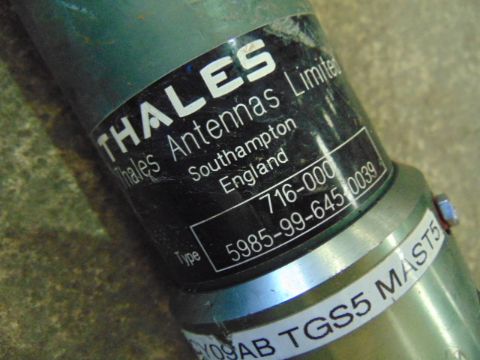 THALES
Thales Antennas Limited
Southampton
England
716-000
Type 5985-99-645-0039
TGS5 MAST5